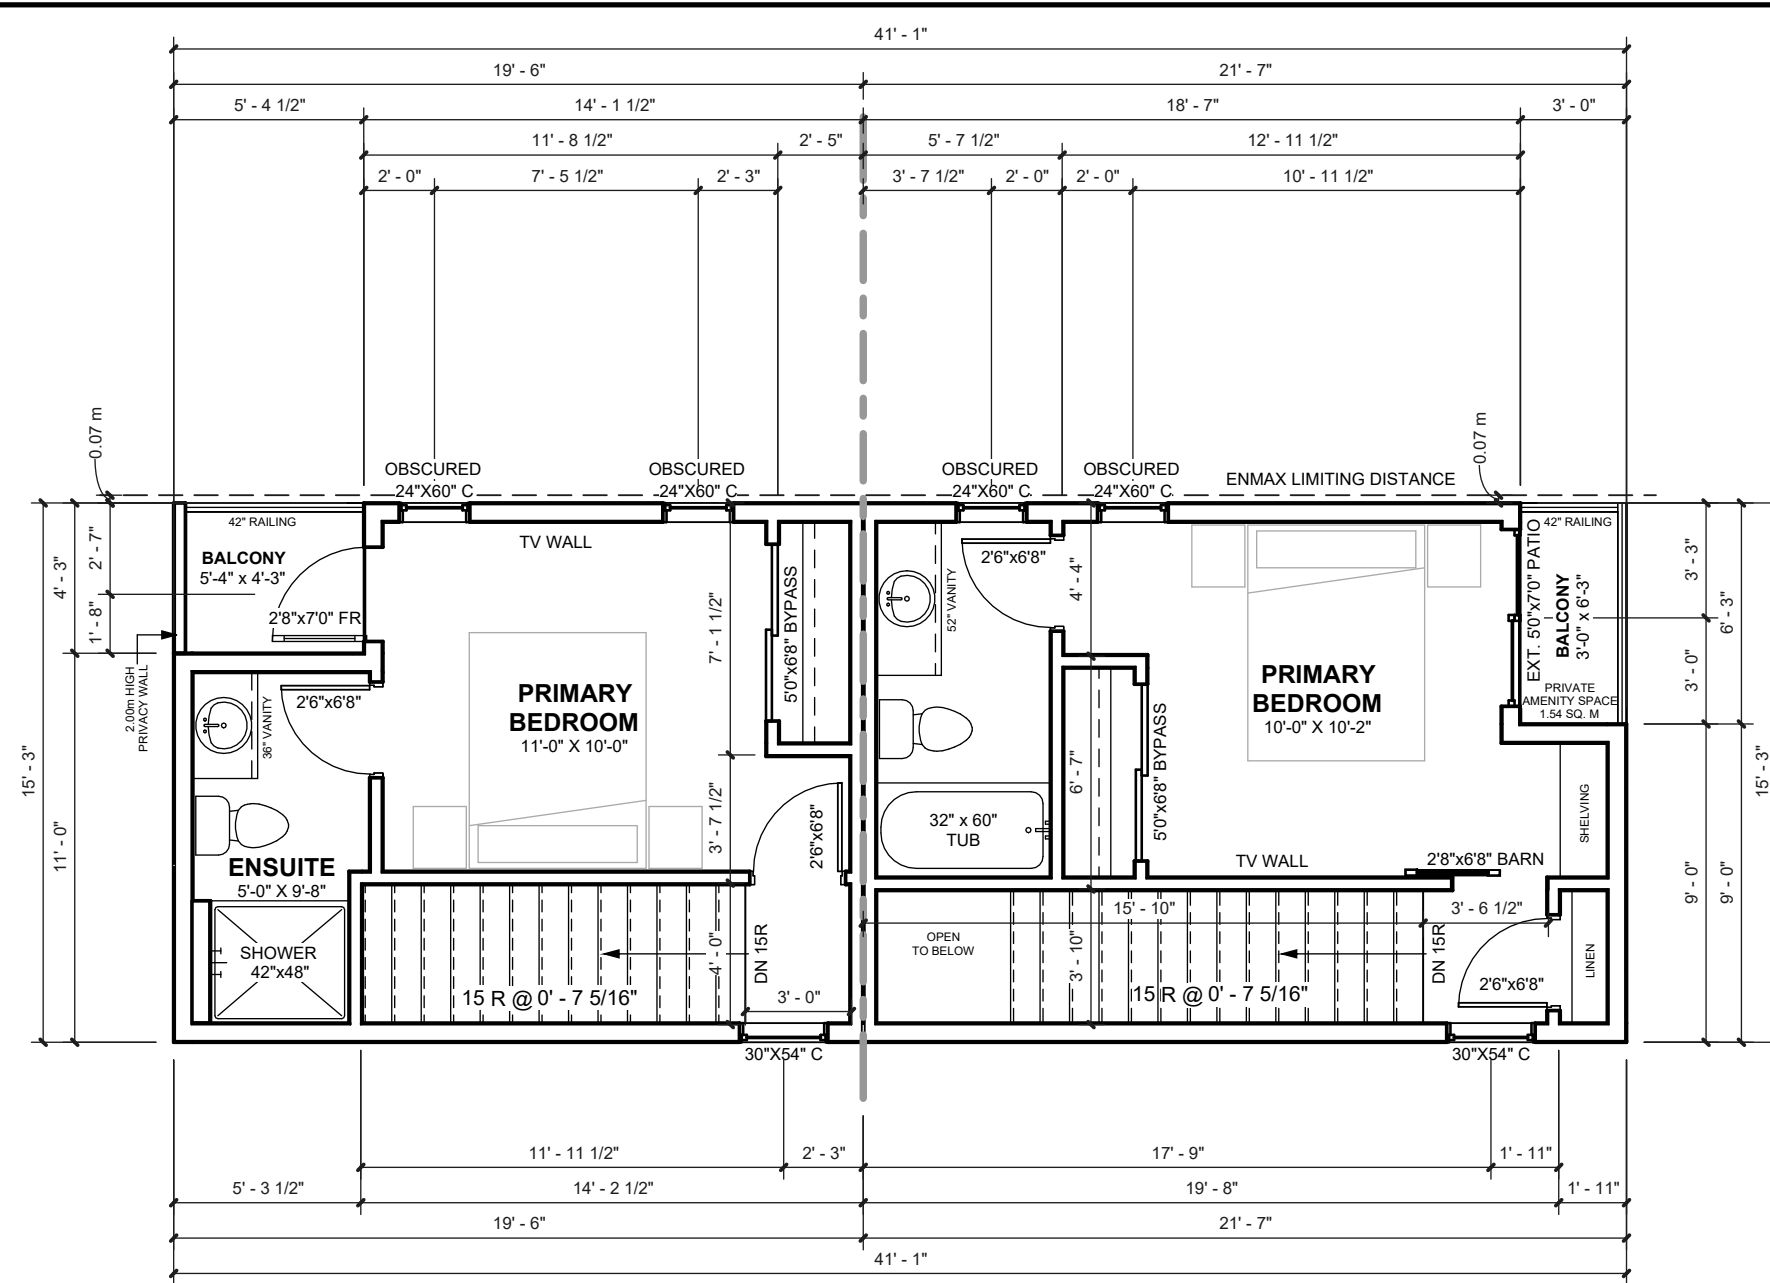 41' - 1"
19' - 6"
21' - 7"
5' - 4 1/2"
14' - 1 1/2"
18' - 7"
3' - 0"
11' - 8 1/2"
2' - 5"
5' - 7 1/2"
12' - 11 1/2"
2' - 0"
7' - 5 1/2"
2' - 3"
3' - 7 1/2"
2' - 0"
2' - 0"
10' - 11 1/2"
0.07 m
0.07 m
OBSCURED
24"X60" C
OBSCURED
24"X60" C
OBSCURED
24"X60" C
OBSCURED
24"X60" C
ENMAX LIMITING DISTANCE
42" RAILING
BALCONY
5'-4" x 4'-3"
2'8"x7'0" FR
TV WALL
5'0"x6'8" BYPASS
7' - 1 1/2"
3' - 7 1/2"
4' - 0"
2'6"x6'8"
52" VANITY
4' - 4"
6' - 7"
3' - 10"
42" RAILING
EXT. 5'0"x7'0" PATIO
BALCONY
3'-0" x 6'-3"
PRIVATE
AMENITY SPACE
1.54 SQ. M
15' - 3"
4' - 3"
11' - 0"
2' - 7"
1' - 8"
2.00m HIGH
PRIVACY WALL
3' - 3"
3' - 0"
9' - 0"
6' - 3"
9' - 0"
15' - 3"
2'6"x6'8"
36" VANITY
PRIMARY
BEDROOM
11'-0" X 10'-0"
PRIMARY
BEDROOM
10'-0" X 10'-2"
5'0"x6'8" BYPASS
2'6"x6'8"
32" x 60"
TUB
SHELVING
TV WALL
2'8"x6'8" BARN
ENSUITE
5'-0" X 9'-8"
SHOWER
42"x48"
15 R @ 0' - 7 5/16"
DN 15R
3' - 0"
OPEN
TO BELOW
15' - 10"
3' - 6 1/2"
15 R @ 0' - 7 5/16"
DN 15R
2'6"x6'8"
LINEN
30"X54" C
30"X54" C
11' - 11 1/2"
2' - 3"
17' - 9"
1' - 11"
5' - 3 1/2"
14' - 2 1/2"
19' - 8"
1' - 11"
19' - 6"
21' - 7"
41' - 1"